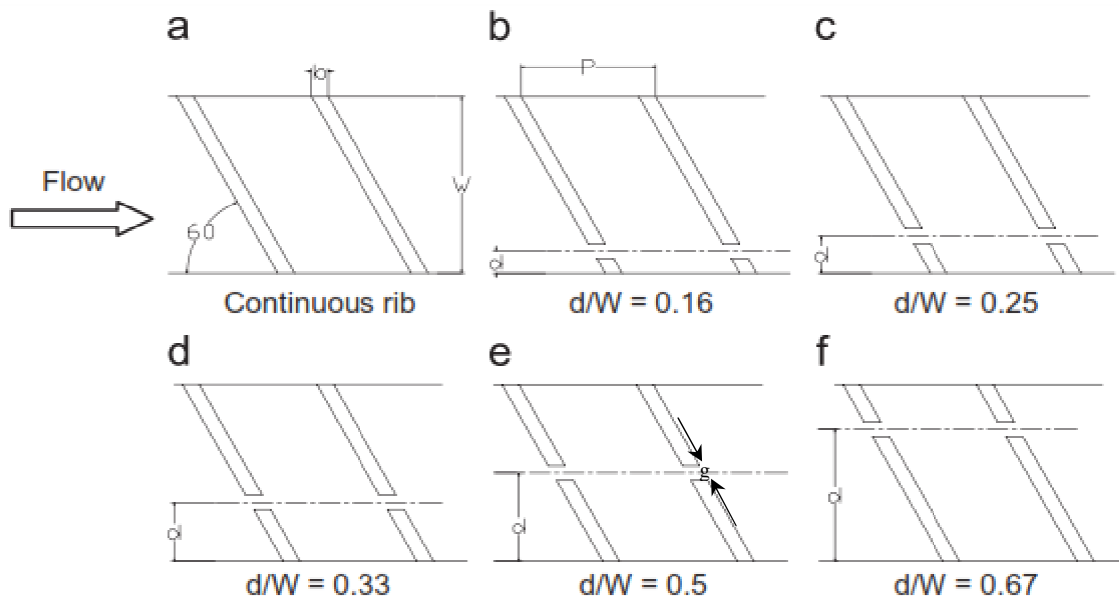 a
b
c
b
P
Flow
W
60
d
d
Continuous rib
d/W = 0.16
d/W = 0.25
d
e
f
g
d
d
d
d/W = 0.33
d/W = 0.5
d/W = 0.67